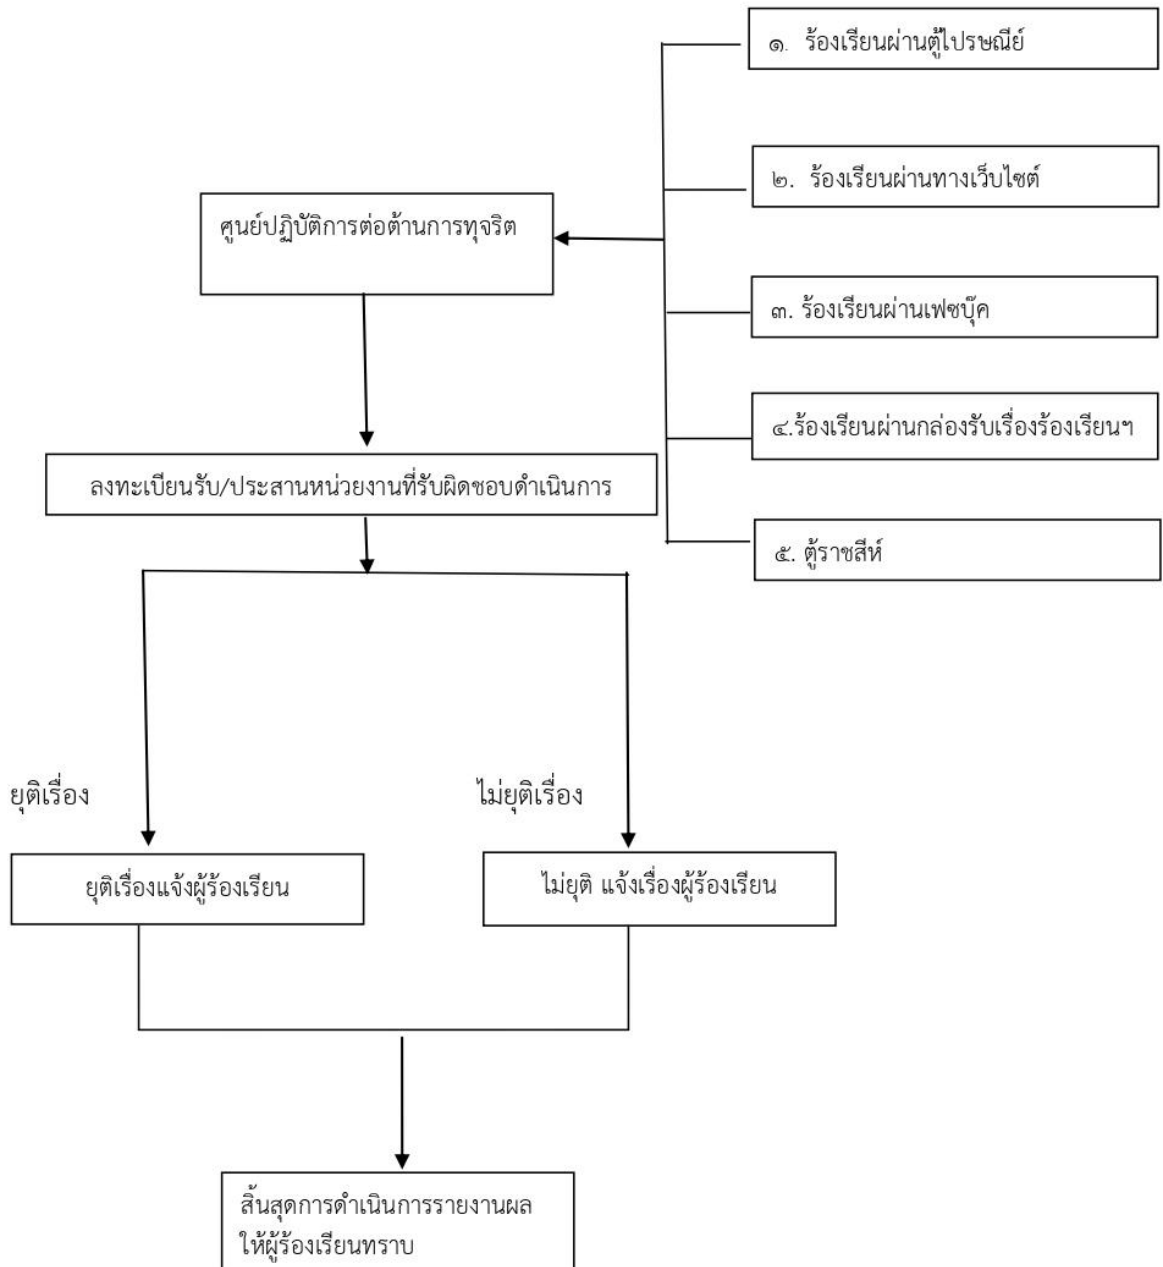 ๑. ร้องเรียนผ่านตู้ไปรษณีย์
๒. ร้องเรียนผ่านทางเว็บไซต์
ศูนย์ปฏิบัติการต่อต้านการทุจริต
๓. ร้องเรียนผ่านเฟซบุ๊ค
๔.ร้องเรียนผ่านกล่องรับเรื่องร้องเรียนฯ
ลงทะเบียนรับ/ประสานหน่วยงานที่รับผิดชอบดำเนินการ
๕. ตู้ราชสีห์
ยุติเรื่อง
ไม่ยุติเรื่อง
ยุติเรื่องแจ้งผู้ร้องเรียน
ไม่ยุติ แจ้งเรื่องผู้ร้องเรียน
สิ้นสุดการดำเนินการรายงานผล
ให้ผู้ร้องเรียนทราบ